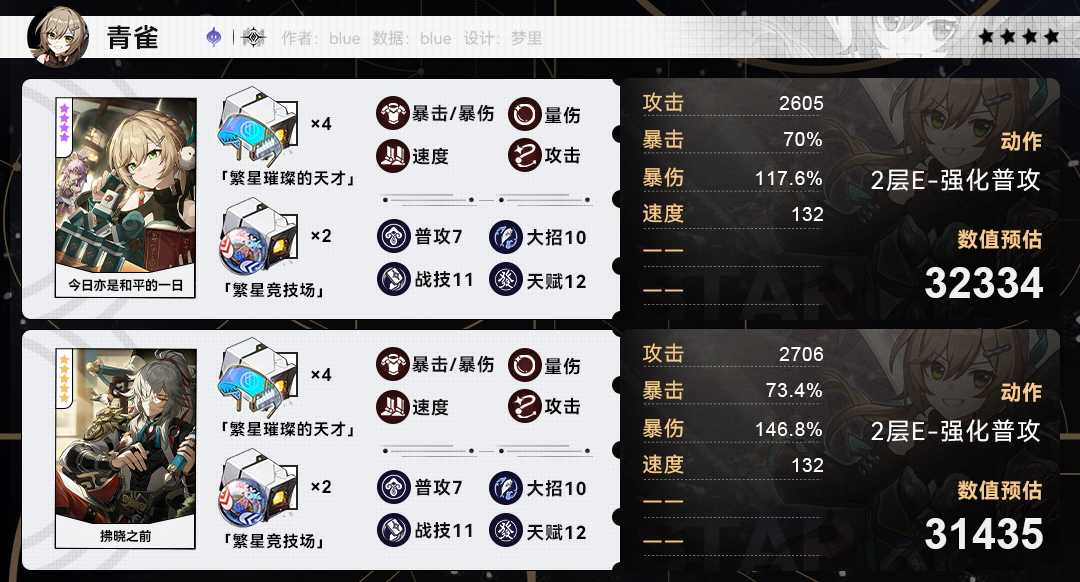 青雀
作者：blue 数据：blue 设计：梦里
今日亦是和平的一日
×4
「繁星璀璨的天才」
×2
「繁星竞技场」
暴击/暴伤 量伤
速度 攻击
普攻7 大招10
战技11 天赋12
攻击 2605
暴击 70%
暴伤 117.6%
速度 132
——
——
动作
2层E-强化普攻
数值预估
32334
拂晓之前
×4
「繁星璀璨的天才」
×2
「繁星竞技场」
暴击/暴伤 量伤
速度 攻击
普攻7 大招10
战技11 天赋12
攻击 2706
暴击 73.4%
暴伤 146.8%
速度 132
——
——
动作
2层E-强化普攻
数值预估
31435